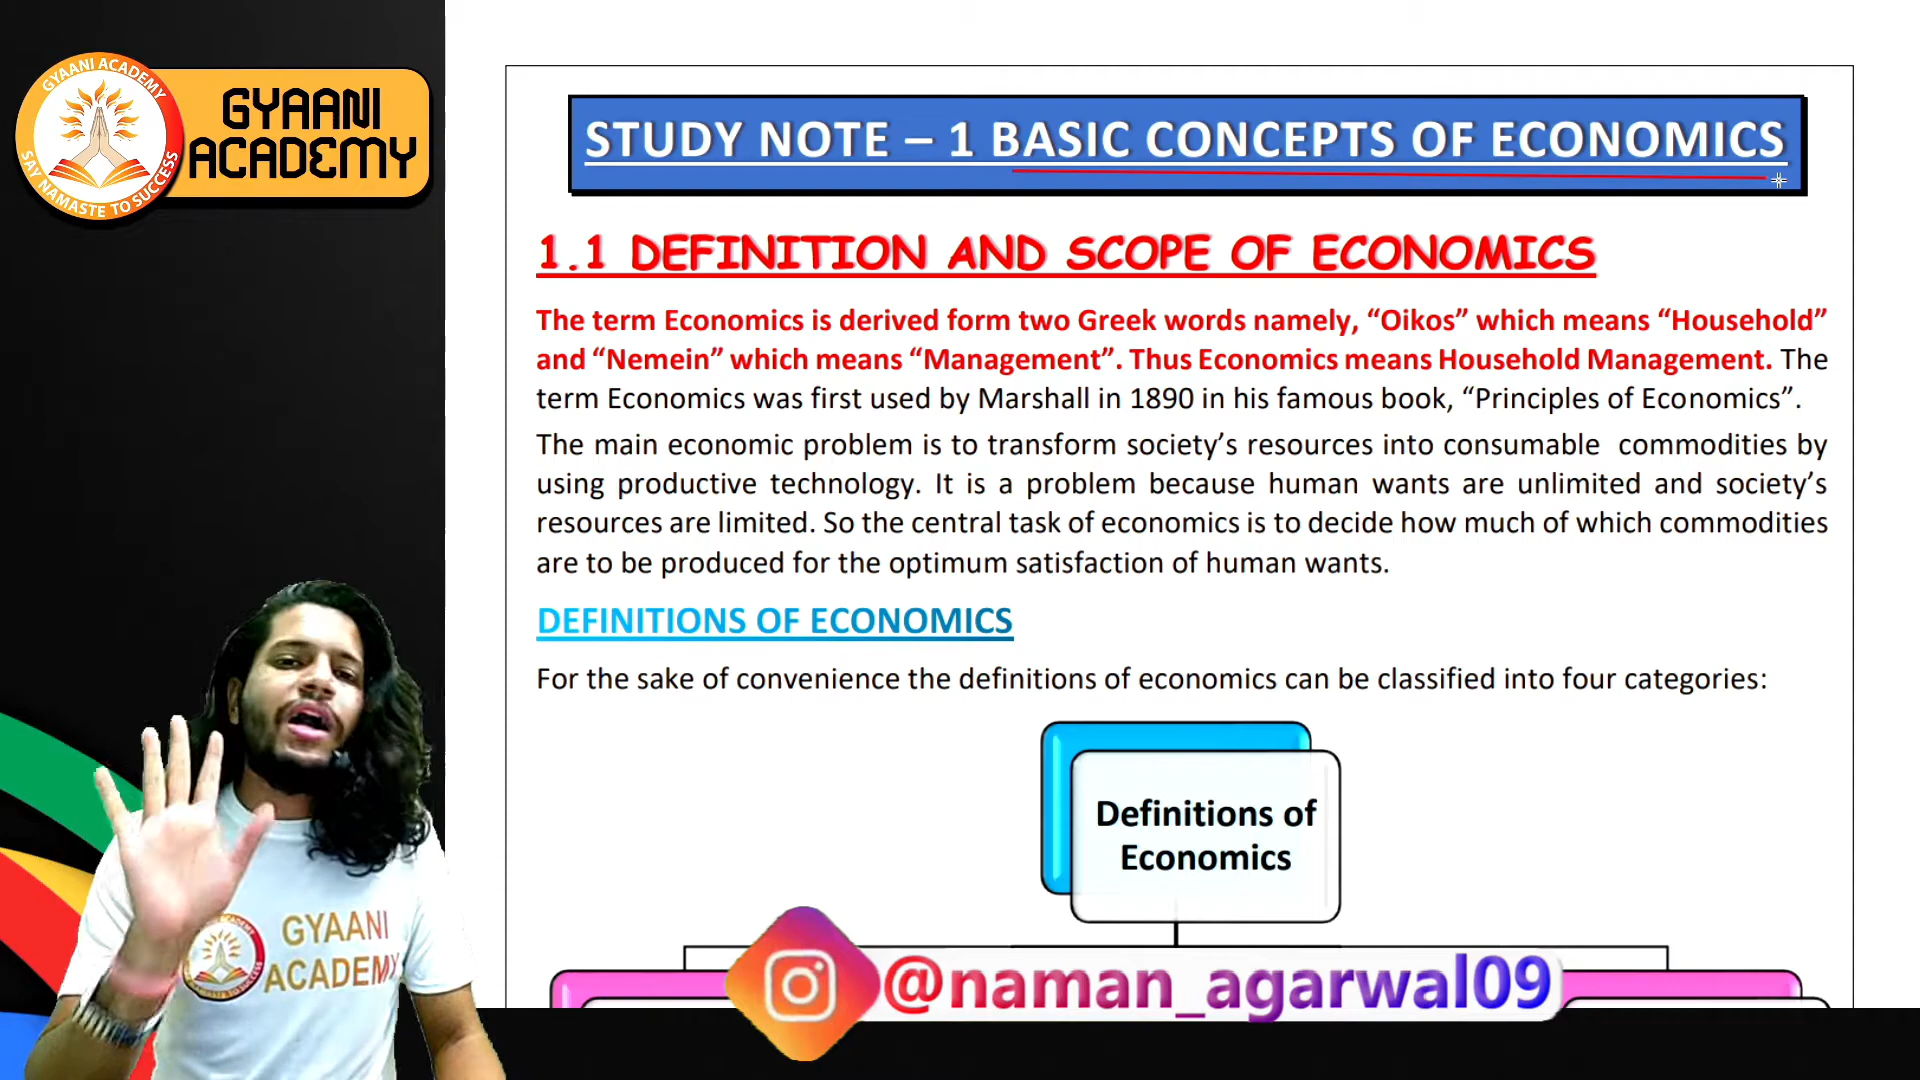 GYAANI ACADEMY
SAY NAMASTE TO SUCCESS
GYAANI
ACADEMY
STUDY NOTE – 1 BASIC CONCEPTS OF ECONOMICS
1.1 DEFINITION AND SCOPE OF ECONOMICS
The term Economics is derived form two Greek words namely, “Oikos” which means “Household”
and “Nemein” which means “Management”. Thus Economics means Household Management. The
term Economics was first used by Marshall in 1890 in his famous book, “Principles of Economics”.
The main economic problem is to transform society’s resources into consumable commodities by
using productive technology. It is a problem because human wants are unlimited and society’s
resources are limited. So the central task of economics is to decide how much of which commodities
are to be produced for the optimum satisfaction of human wants.
DEFINITIONS OF ECONOMICS
For the sake of convenience the definitions of economics can be classified into four categories:
Definitions of
Economics
GYAANI
ACADEMY
@naman_agarwal09